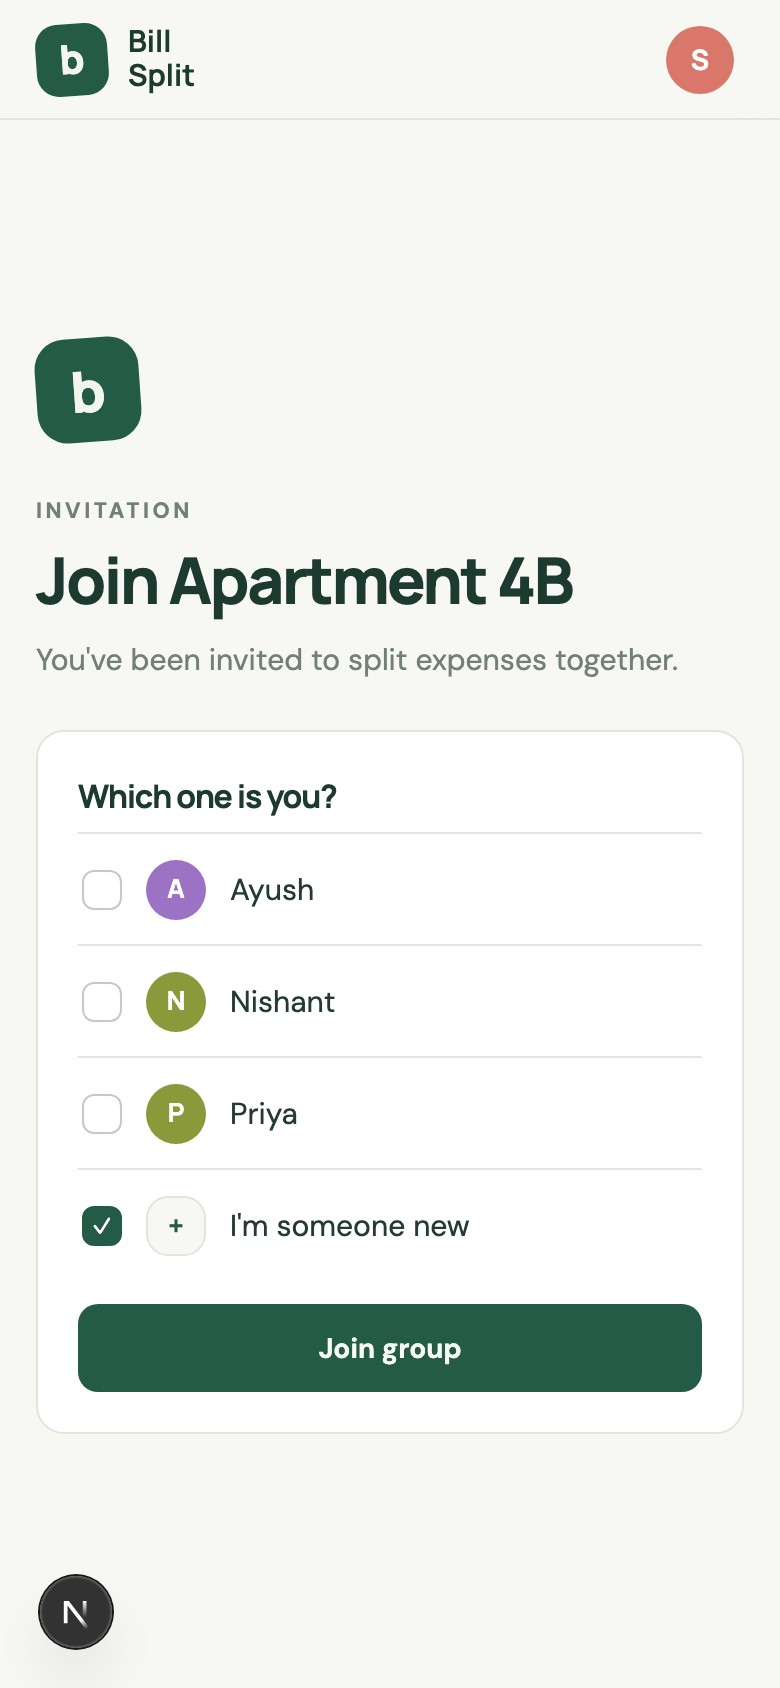 b
Bill
Split
S
b
INVITATION
Join Apartment 4B
You've been invited to split expenses together.
Which one is you?
A Ayush
N Nishant
P Priya
+ I'm someone new
Join group
N